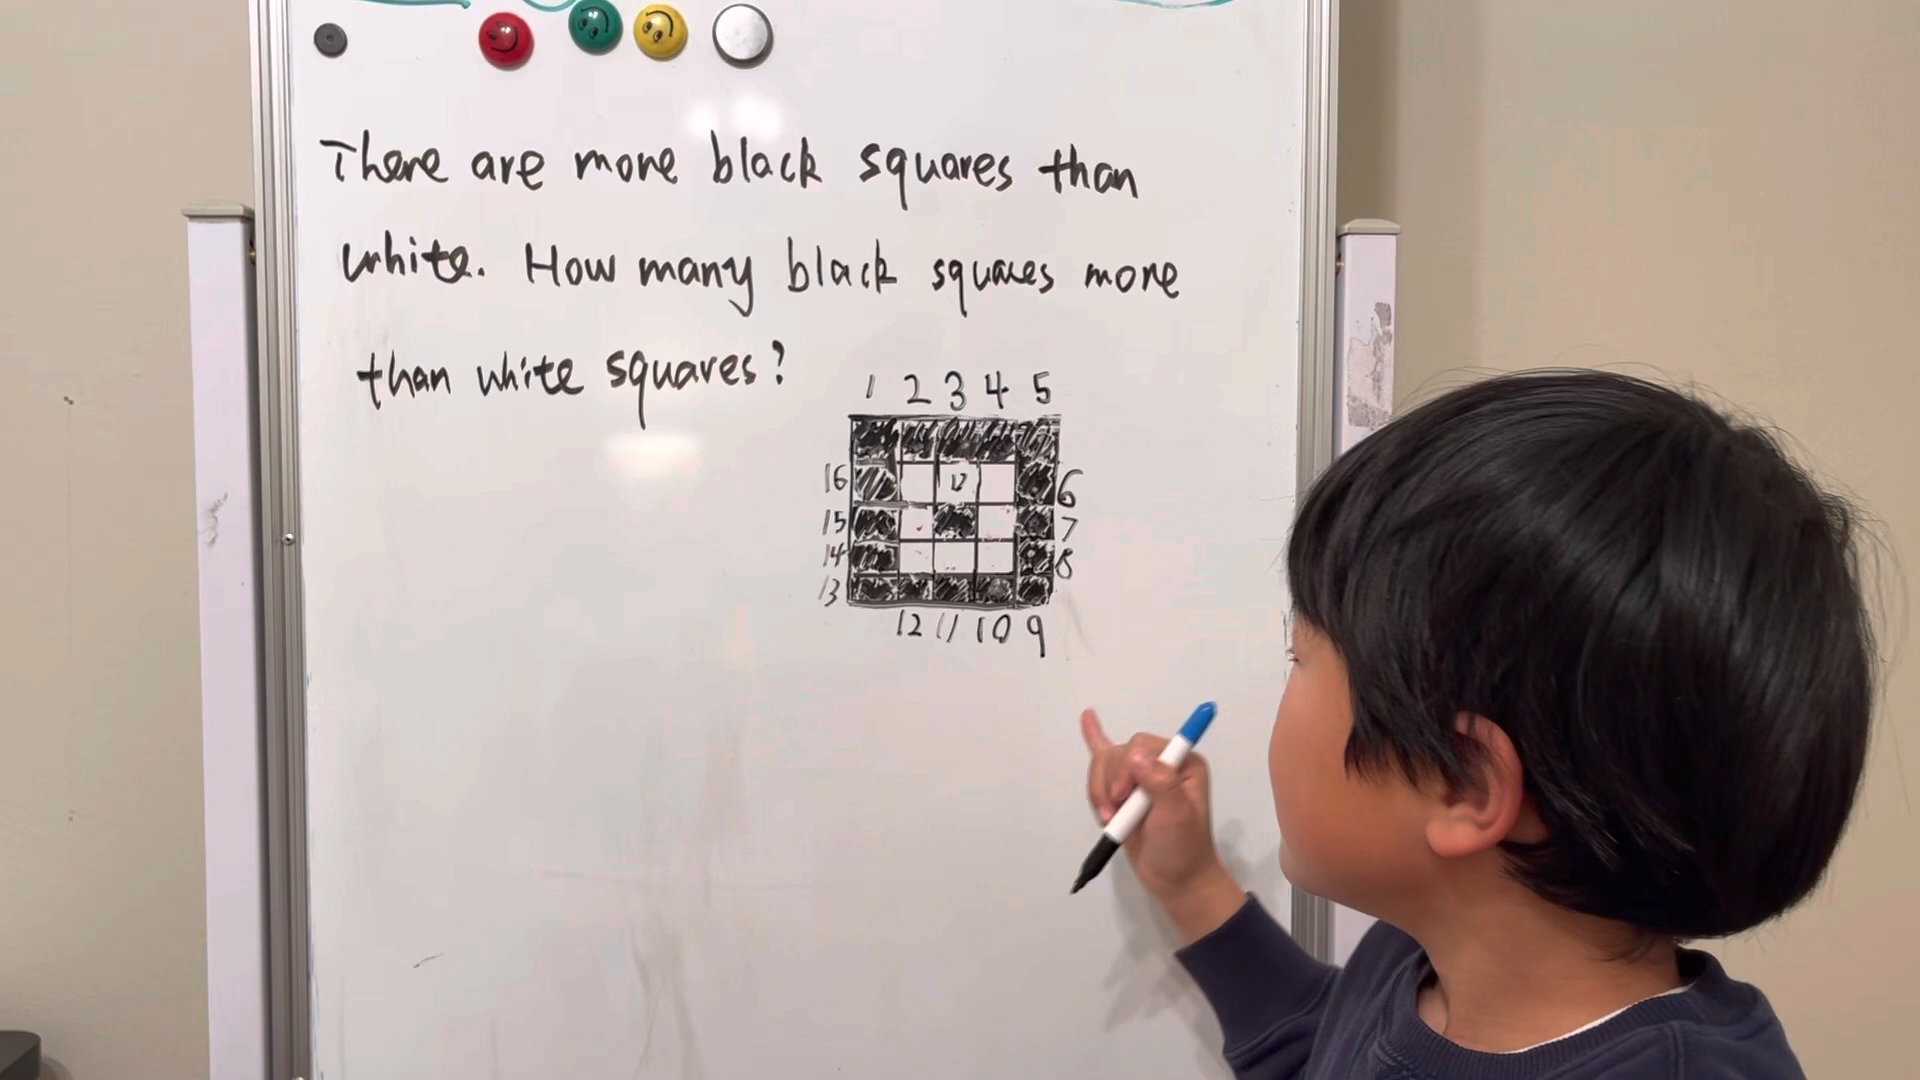 There are more black squares than
white. How many black squares more
than white squares?
1 2 3 4 5
16 17 6
15 7
14 8
13
12 11 10 9